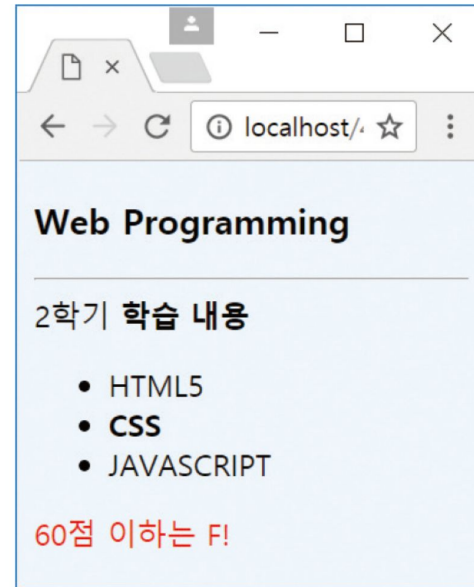 localhost/
Web Programming
2학기 학습 내용
HTML5
CSS
JAVASCRIPT
60점 이하는 F!